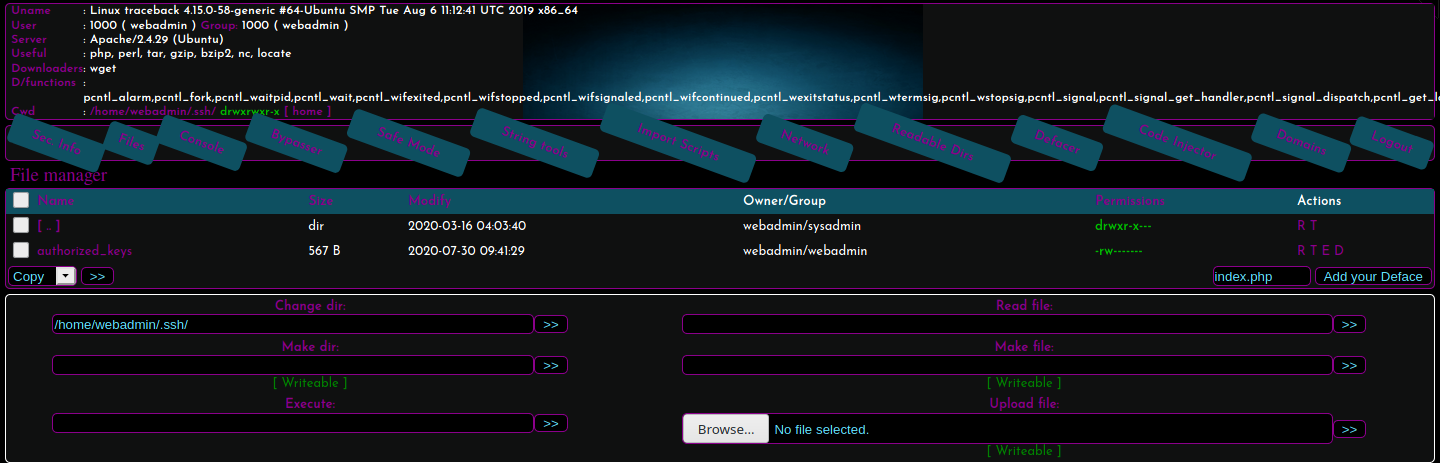 Uname : Linux traceback 4.15.0-58-generic #64-Ubuntu SMP Tue Aug 6 11:12:41 UTC 2019 x86_64
User : 1000 ( webadmin ) Group: 1000 ( webadmin )
Server : Apache/2.4.29 (Ubuntu)
Useful : php, perl, tar, gzip, bzip2, nc, locate
Downloaders: wget
D/functions :
pcntl_alarm,pcntl_fork,pcntl_waitpid,pcntl_wait,pcntl_wifexited,pcntl_wifstopped,pcntl_wifsignaled,pcntl_wifcontinued,pcntl_wexitstatus,pcntl_wtermsig,pcntl_wstopsig,pcntl_signal,pcntl_signal_get_handler,pcntl_signal_dispatch,pcntl_get_l
Cwd : /home/webadmin/.ssh/ drwxrwxr-x [ home ]
Sec. Info Files Console Bypasser Safe Mode String tools Import Scripts Network Readable Dirs Defaces Code Injector Domains Layout
File manager
Name Size Modify Owner/Group Permissions Actions
[ .. ] dir 2020-03-16 04:03:40 webadmin/sysadmin drwxr-x--- R T
authorized_keys 567 B 2020-07-30 09:41:29 webadmin/webadmin -rw------- R T E D
Copy >> index.php Add your Deface
Change dir: Read file:
/home/webadmin/.ssh/ >> >>
Make dir: Make file:
>> >>
[ Writeable ] [ Writeable ]
Execute: Upload file:
>> Browse... No file selected. >>
[ Writeable ]